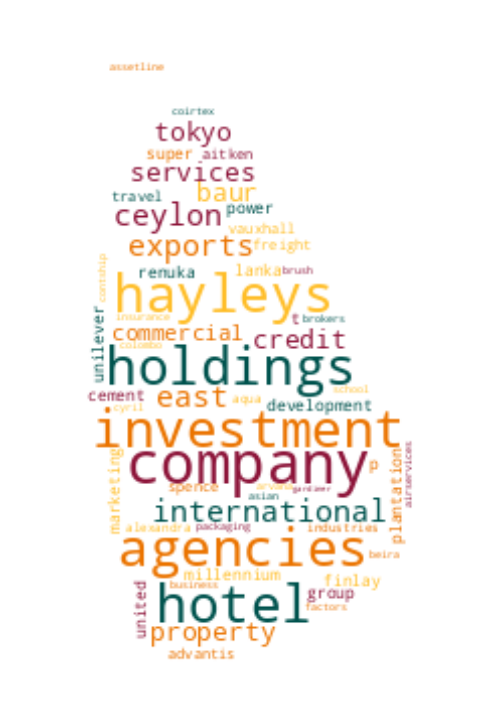 assetline
coirtex
tokyo
super aitken
services
travel baur
ceylon power
vauxhall
exports freight
renuka lanka brush
contship
hayleys
insurance t brokers
commercial credit
colombo
unilever
holdings
school
cement east aqua
cyril development
investment
company p
marketing
spence arvana gardiner
asian
plantation
airservices
international
alexandra packaging industries
agencies beira
millennium finlay
business
hotel group
factors
united
property
advantis